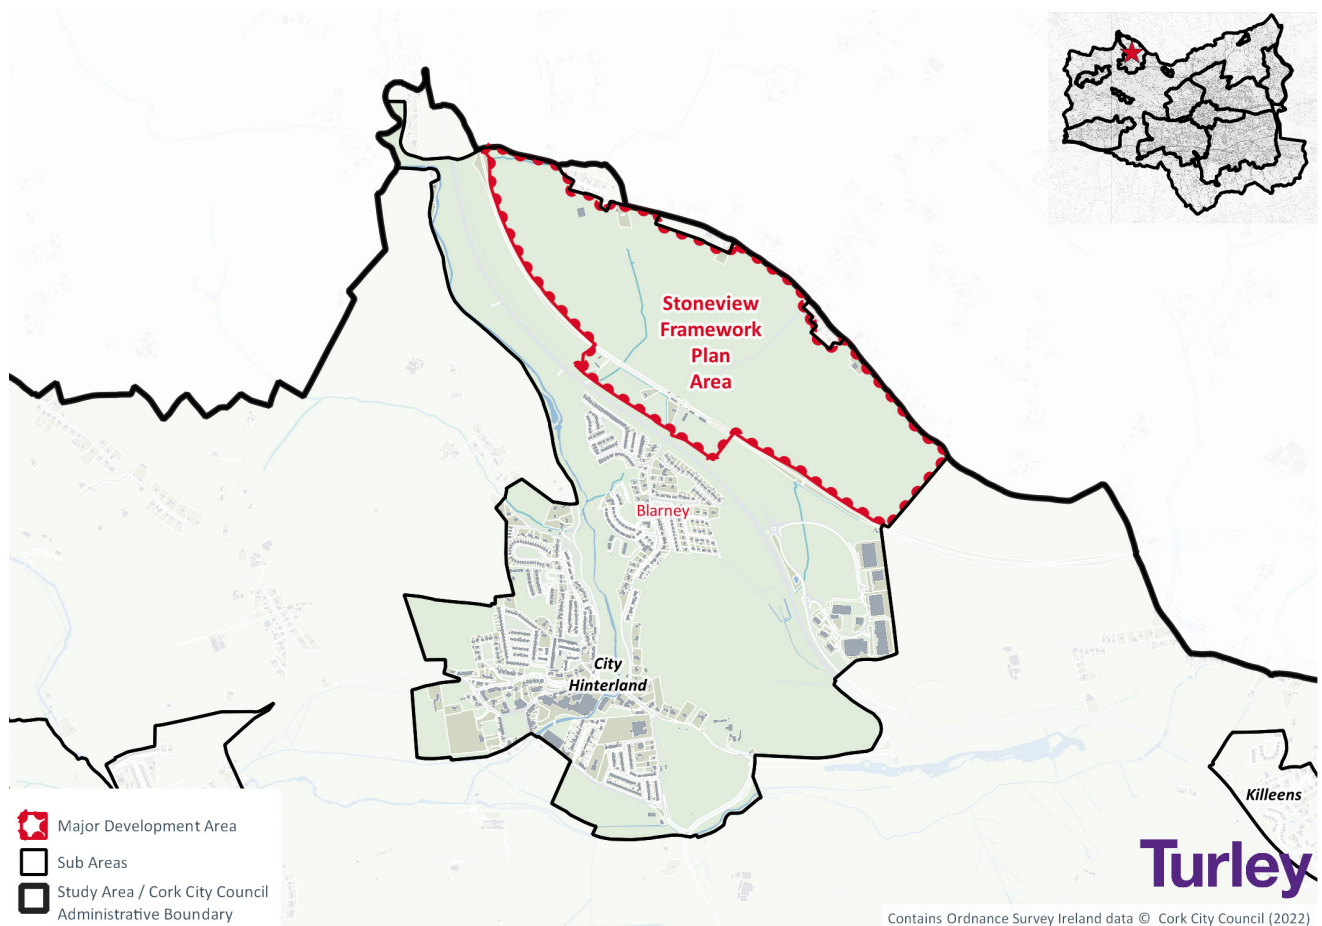 Stoneview
Framework
Plan
Area
Blarney
City
Hinterland
Killeens
Major Development Area
Sub Areas
Study Area / Cork City Council
Administrative Boundary
Turley
Contains Ordnance Survey Ireland data © Cork City Council (2022)